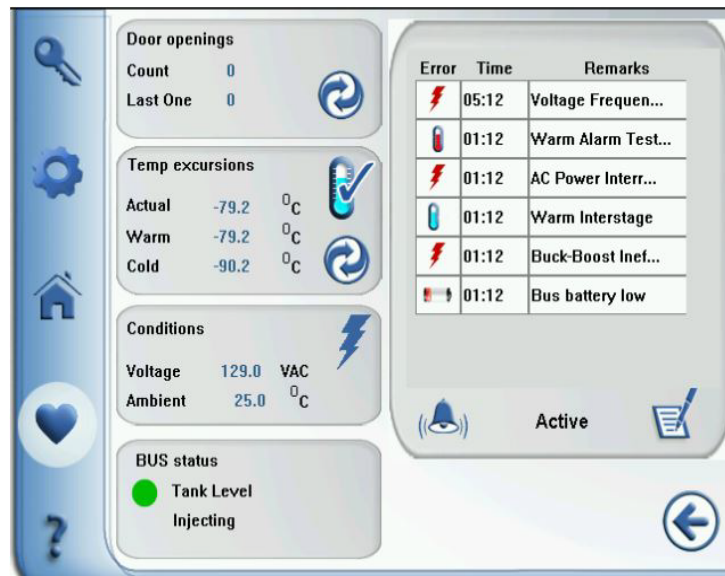 Door openings
Count 0
Last One 0
Temp excursions
Actual -79.2 ⁰C
Warm -79.2 ⁰C
Cold -90.2 ⁰C
Conditions
Voltage 129.0 VAC
Ambient 25.0 ⁰C
BUS status
Tank Level
Injecting
Error Time Remarks
05:12 Voltage Frequen...
01:12 Warm Alarm Test...
01:12 AC Power Interr...
01:12 Warm Interstage
01:12 Buck-Boost Inef...
01:12 Bus battery low
Active
?